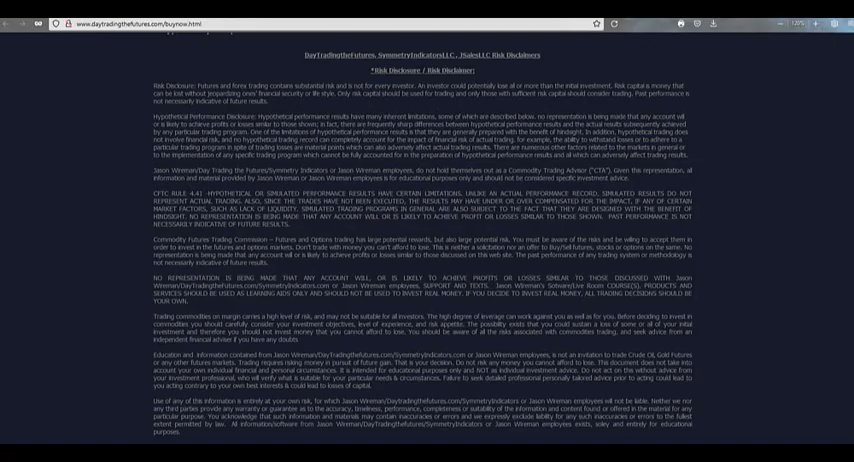 www.daytradingthefutures.com/buynow.html
125%
DayTradingtheFutures, SymmetryIndicatorsLLC , JSalesLLC Risk Disclaimers
*Risk Disclosure / Risk Disclaimer:
Risk Disclosure: Futures and forex trading contains substantial risk and is not for every investor. An investor could potentially lose all or more than the initial investment. Risk capital is money that
can be lost without jeopardizing ones' financial security or life style. Only risk capital should be used for trading and only those with sufficient risk capital should consider trading. Past performance is
not necessarily indicative of future results.
Hypothetical Performance Disclosure: Hypothetical performance results have many inherent limitations, some of which are described below. no representation is being made that any account will
or is likely to achieve profits or losses similar to those shown; in fact, there are frequently sharp differences between hypothetical performance results and the actual results subsequently achieved
by any particular trading program. One of the limitations of hypothetical performance results is that they are generally prepared with the benefit of hindsight. In addition, hypothetical trading does
not involve financial risk, and no hypothetical trading record can completely account for the impact of financial risk of actual trading. for example, the ability to withstand losses or to adhere to a
particular trading program in spite of trading losses are material points which can also adversely affect actual trading results. There are numerous other factors related to the markets in general or
to the implementation of any specific trading program which cannot be fully accounted for in the preparation of hypothetical performance results and all which can adversely affect trading results.
Jason Wireman/Day Trading the Futures/Symmetry Indicators or Jason Wireman employees, do not hold themselves out as a Commodity Trading Advisor ("CTA"). Given this representation, all
information and material provided by Jason Wireman or Jason Wireman employees is for educational purposes only and should not be considered specific investment advice.
CFTC RULE 4.41 -HYPOTHETICAL OR SIMULATED PERFORMANCE RESULTS HAVE CERTAIN LIMITATIONS. UNLIKE AN ACTUAL PERFORMANCE RECORD, SIMULATED RESULTS DO NOT
REPRESENT ACTUAL TRADING. ALSO, SINCE THE TRADES HAVE NOT BEEN EXECUTED, THE RESULTS MAY HAVE UNDER OR OVER COMPENSATED FOR THE IMPACT, IF ANY OF CERTAIN
MARKET FACTORS, SUCH AS LACK OF LIQUIDITY. SIMULATED TRADING PROGRAMS IN GENERAL ARE ALSO SUBJECT TO THE FACT THAT THEY ARE DESIGNED WITH THE BENEFIT OF
HINDSIGHT. NO REPRESENTATION IS BEING MADE THAT ANY ACCOUNT WILL OR IS LIKELY TO ACHIEVE PROFIT OR LOSSES SIMILAR TO THOSE SHOWN. PAST PERFORMANCE IS NOT
NECESSARILY INDICATIVE OF FUTURE RESULTS.
Commodity Futures Trading Commission – Futures and Options trading has large potential rewards, but also large potential risk. You must be aware of the risks and be willing to accept them in
order to invest in the futures and options markets. Don't trade with money you can't afford to lose. This is neither a solicitation nor an offer to Buy/Sell futures, stocks or options on the same. No
representation is being made that any account will or is likely to achieve profits or losses similar to those discussed on this web site. The past performance of any trading system or methodology is
not necessarily indicative of future results.
NO REPRESENTATION IS BEING MADE THAT ANY ACCOUNT WILL, OR IS LIKELY TO ACHIEVE PROFITS OR LOSSES SIMILAR TO THOSE DISCUSSED WITH Jason
Wireman/DayTradingthefutures.com/SymmetryIndicators.com or Jason Wireman employees, SUPPORT AND TEXTS. Jason Wireman's Sotware/Live Room COURSE(S), PRODUCTS AND
SERVICES SHOULD BE USED AS LEARNING AIDS ONLY AND SHOULD NOT BE USED TO INVEST REAL MONEY. IF YOU DECIDE TO INVEST REAL MONEY, ALL TRADING DECISIONS SHOULD BE
YOUR OWN.
Trading commodities on margin carries a high level of risk, and may not be suitable for all investors. The high degree of leverage can work against you as well as for you. Before deciding to invest in
commodities you should carefully consider your investment objectives, level of experience, and risk appetite. The possibility exists that you could sustain a loss of some or all of your initial
investment and therefore you should not invest money that you cannot afford to lose. You should be aware of all the risks associated with commodities trading, and seek advice from an
independent financial adviser if you have any doubts
Education and information contained from Jason Wireman/DayTradingthefutures.com/SymmetryIndicators.com or Jason Wireman employees, is not an invitation to trade Crude Oil, Gold Futures
or any other futures markets. Trading requires risking money in pursuit of future gain. That is your decision. Do not risk any money you cannot afford to lose. This document does not take into
account your own individual financial and personal circumstances. It is intended for educational purposes only and NOT as individual investment advice. Do not act on this without advice from
your investment professional, who will verify what is suitable for your particular needs & circumstances. Failure to seek detailed professional personally tailored advice prior to acting could lead to
you acting contrary to your own best interests & could lead to losses of capital.
Use of any of this information is entirely at your own risk, for which Jason Wireman/Daytradingthefutures.com/SymmetryIndicators or Jason Wireman employees will not be liable. Neither we nor
any third parties provide any warranty or guarantee as to the accuracy, timeliness, performance, completeness or suitability of the information and content found or offered in the material for any
particular purpose. You acknowledge that such information and materials may contain inaccuracies or errors and we expressly exclude liability for any such inaccuracies or errors to the fullest
extent permitted by law. All information/software from Jason Wireman/DayTradingthefutures/SymmetryIndicators or Jason Wireman employees exists, soley and entirely for educational
purposes.